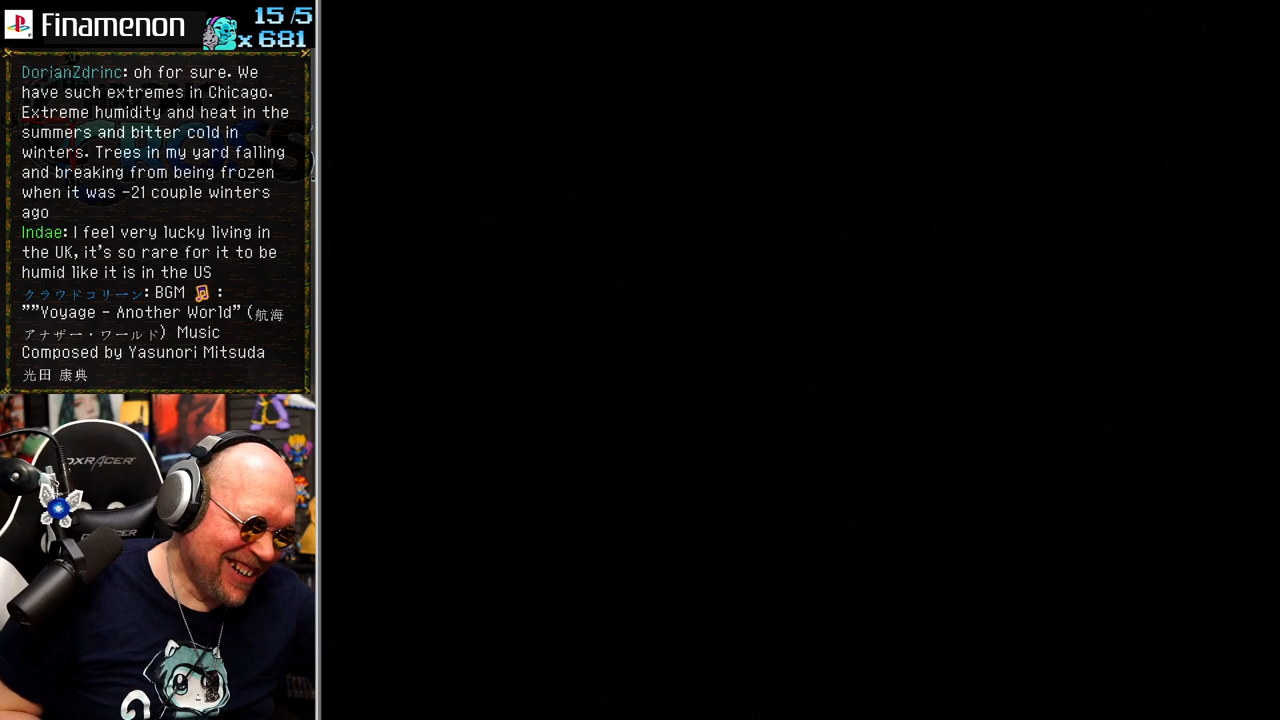 Finamenon
15/5
x681
DorianZdrinc: oh for sure. We
have such extremes in Chicago.
Extreme humidity and heat in the
summers and bitter cold in
winters. Trees in my yard falling
and breaking from being frozen
when it was -21 couple winters
ago
Indae: I feel very lucky living in
the UK, it's so rare for it to be
humid like it is in the US
クラウドコリーン: BGM 🎵 :
""Voyage - Another World" (航海
アナザー・ワールド) Music
Composed by Yasunori Mitsuda
光田 康典
DXRACER